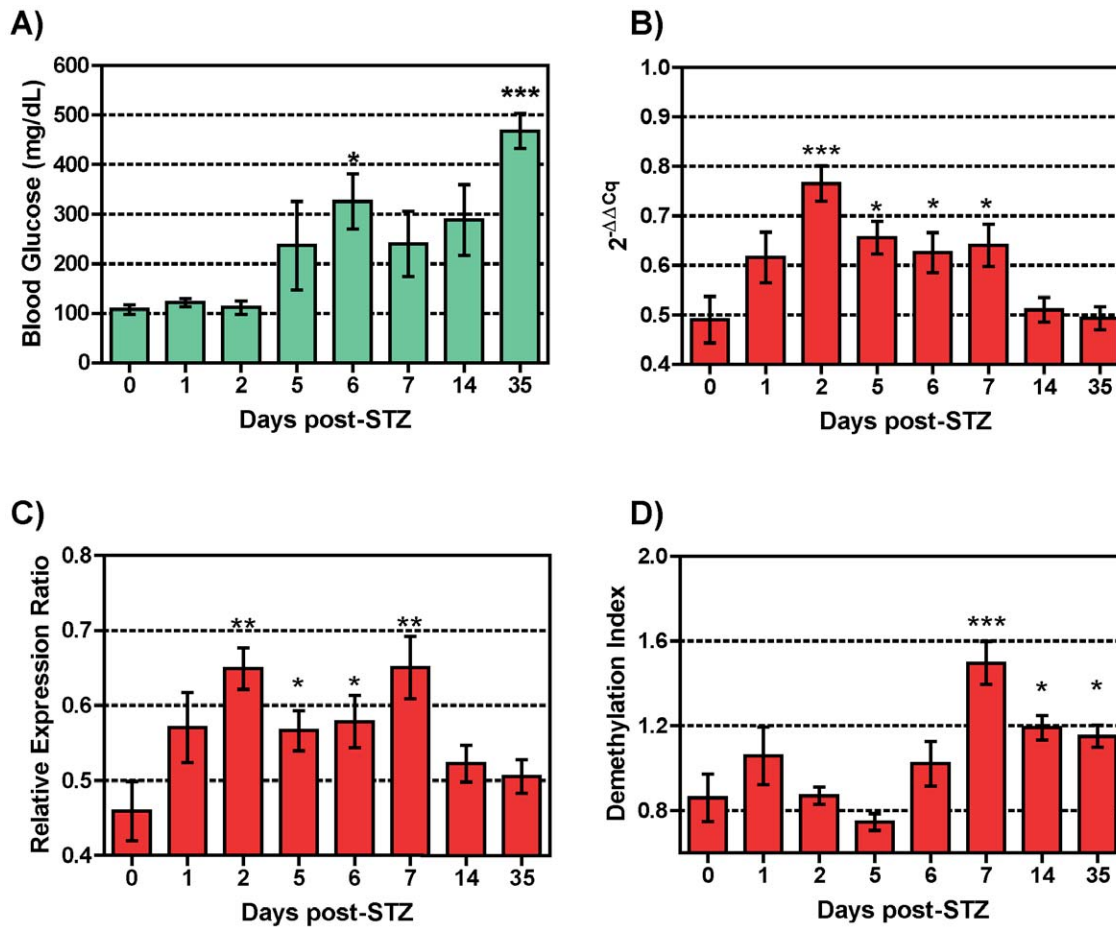 A)
Blood Glucose (mg/dL)
600
500
400
300
200
100
0
*
***
0 1 2 5 6 7 14 35
Days post-STZ
B)
2-ΔΔCq
1.0
0.9
0.8
0.7
0.6
0.5
0.4
***
* * *
0 1 2 5 6 7 14 35
Days post-STZ
C)
Relative Expression Ratio
0.8
0.7
0.6
0.5
0.4
** **
* *
0 1 2 5 6 7 14 35
Days post-STZ
D)
Demethylation Index
2.0
1.6
1.2
0.8
***
* *
0 1 2 5 6 7 14 35
Days post-STZ